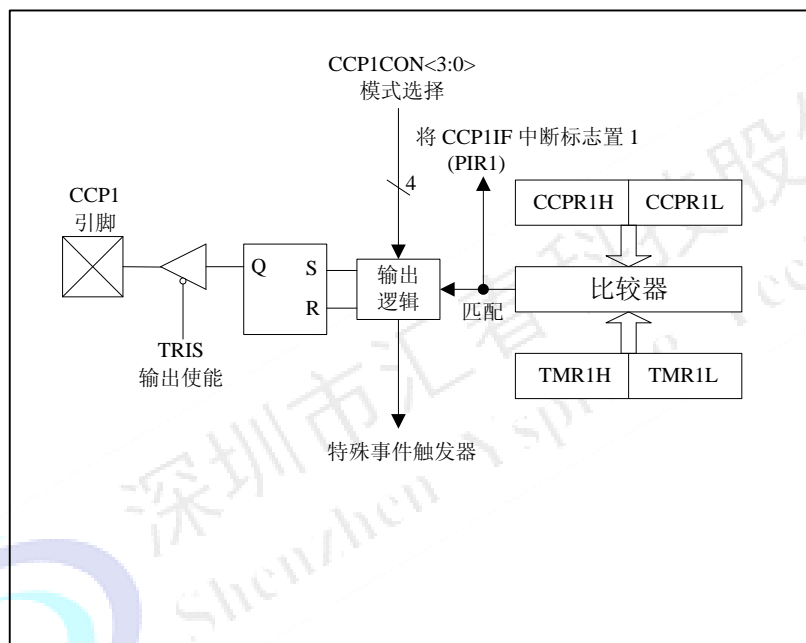 CCP1CON<3:0>
模式选择
将 CCP1IF 中断标志置 1
(PIR1)
4
CCP1
引脚
CCPR1H
CCPR1L
Q
S
R
输出
逻辑
匹配
比较器
TRIS
输出使能
TMR1H
TMR1L
特殊事件触发器